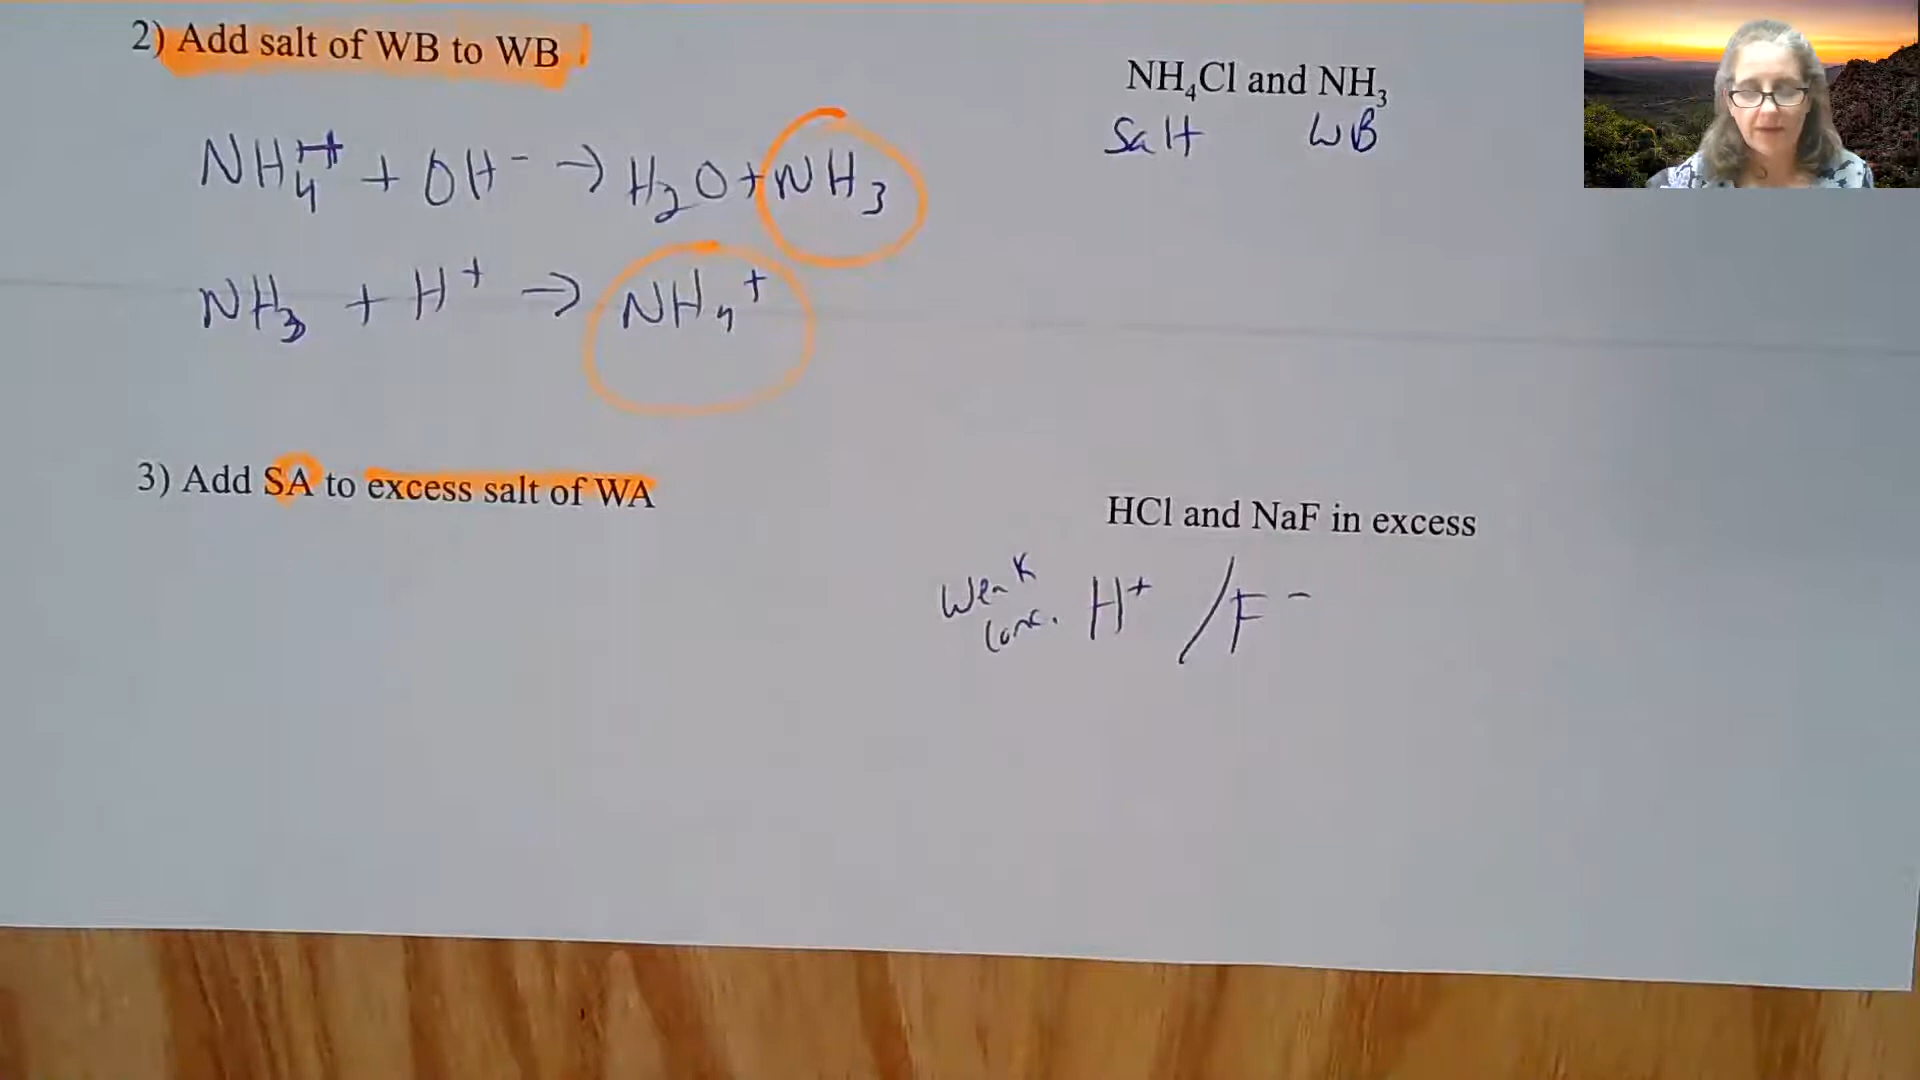 2) Add salt of WB to WB
NH₄Cl and NH₃
Salt WB
NH₄⁺ + OH⁻ → H₂O + NH₃
NH₃ + H⁺ → NH₄⁺
3) Add SA to excess salt of WA
HCl and NaF in excess
Weak
Conc. H⁺ / F⁻